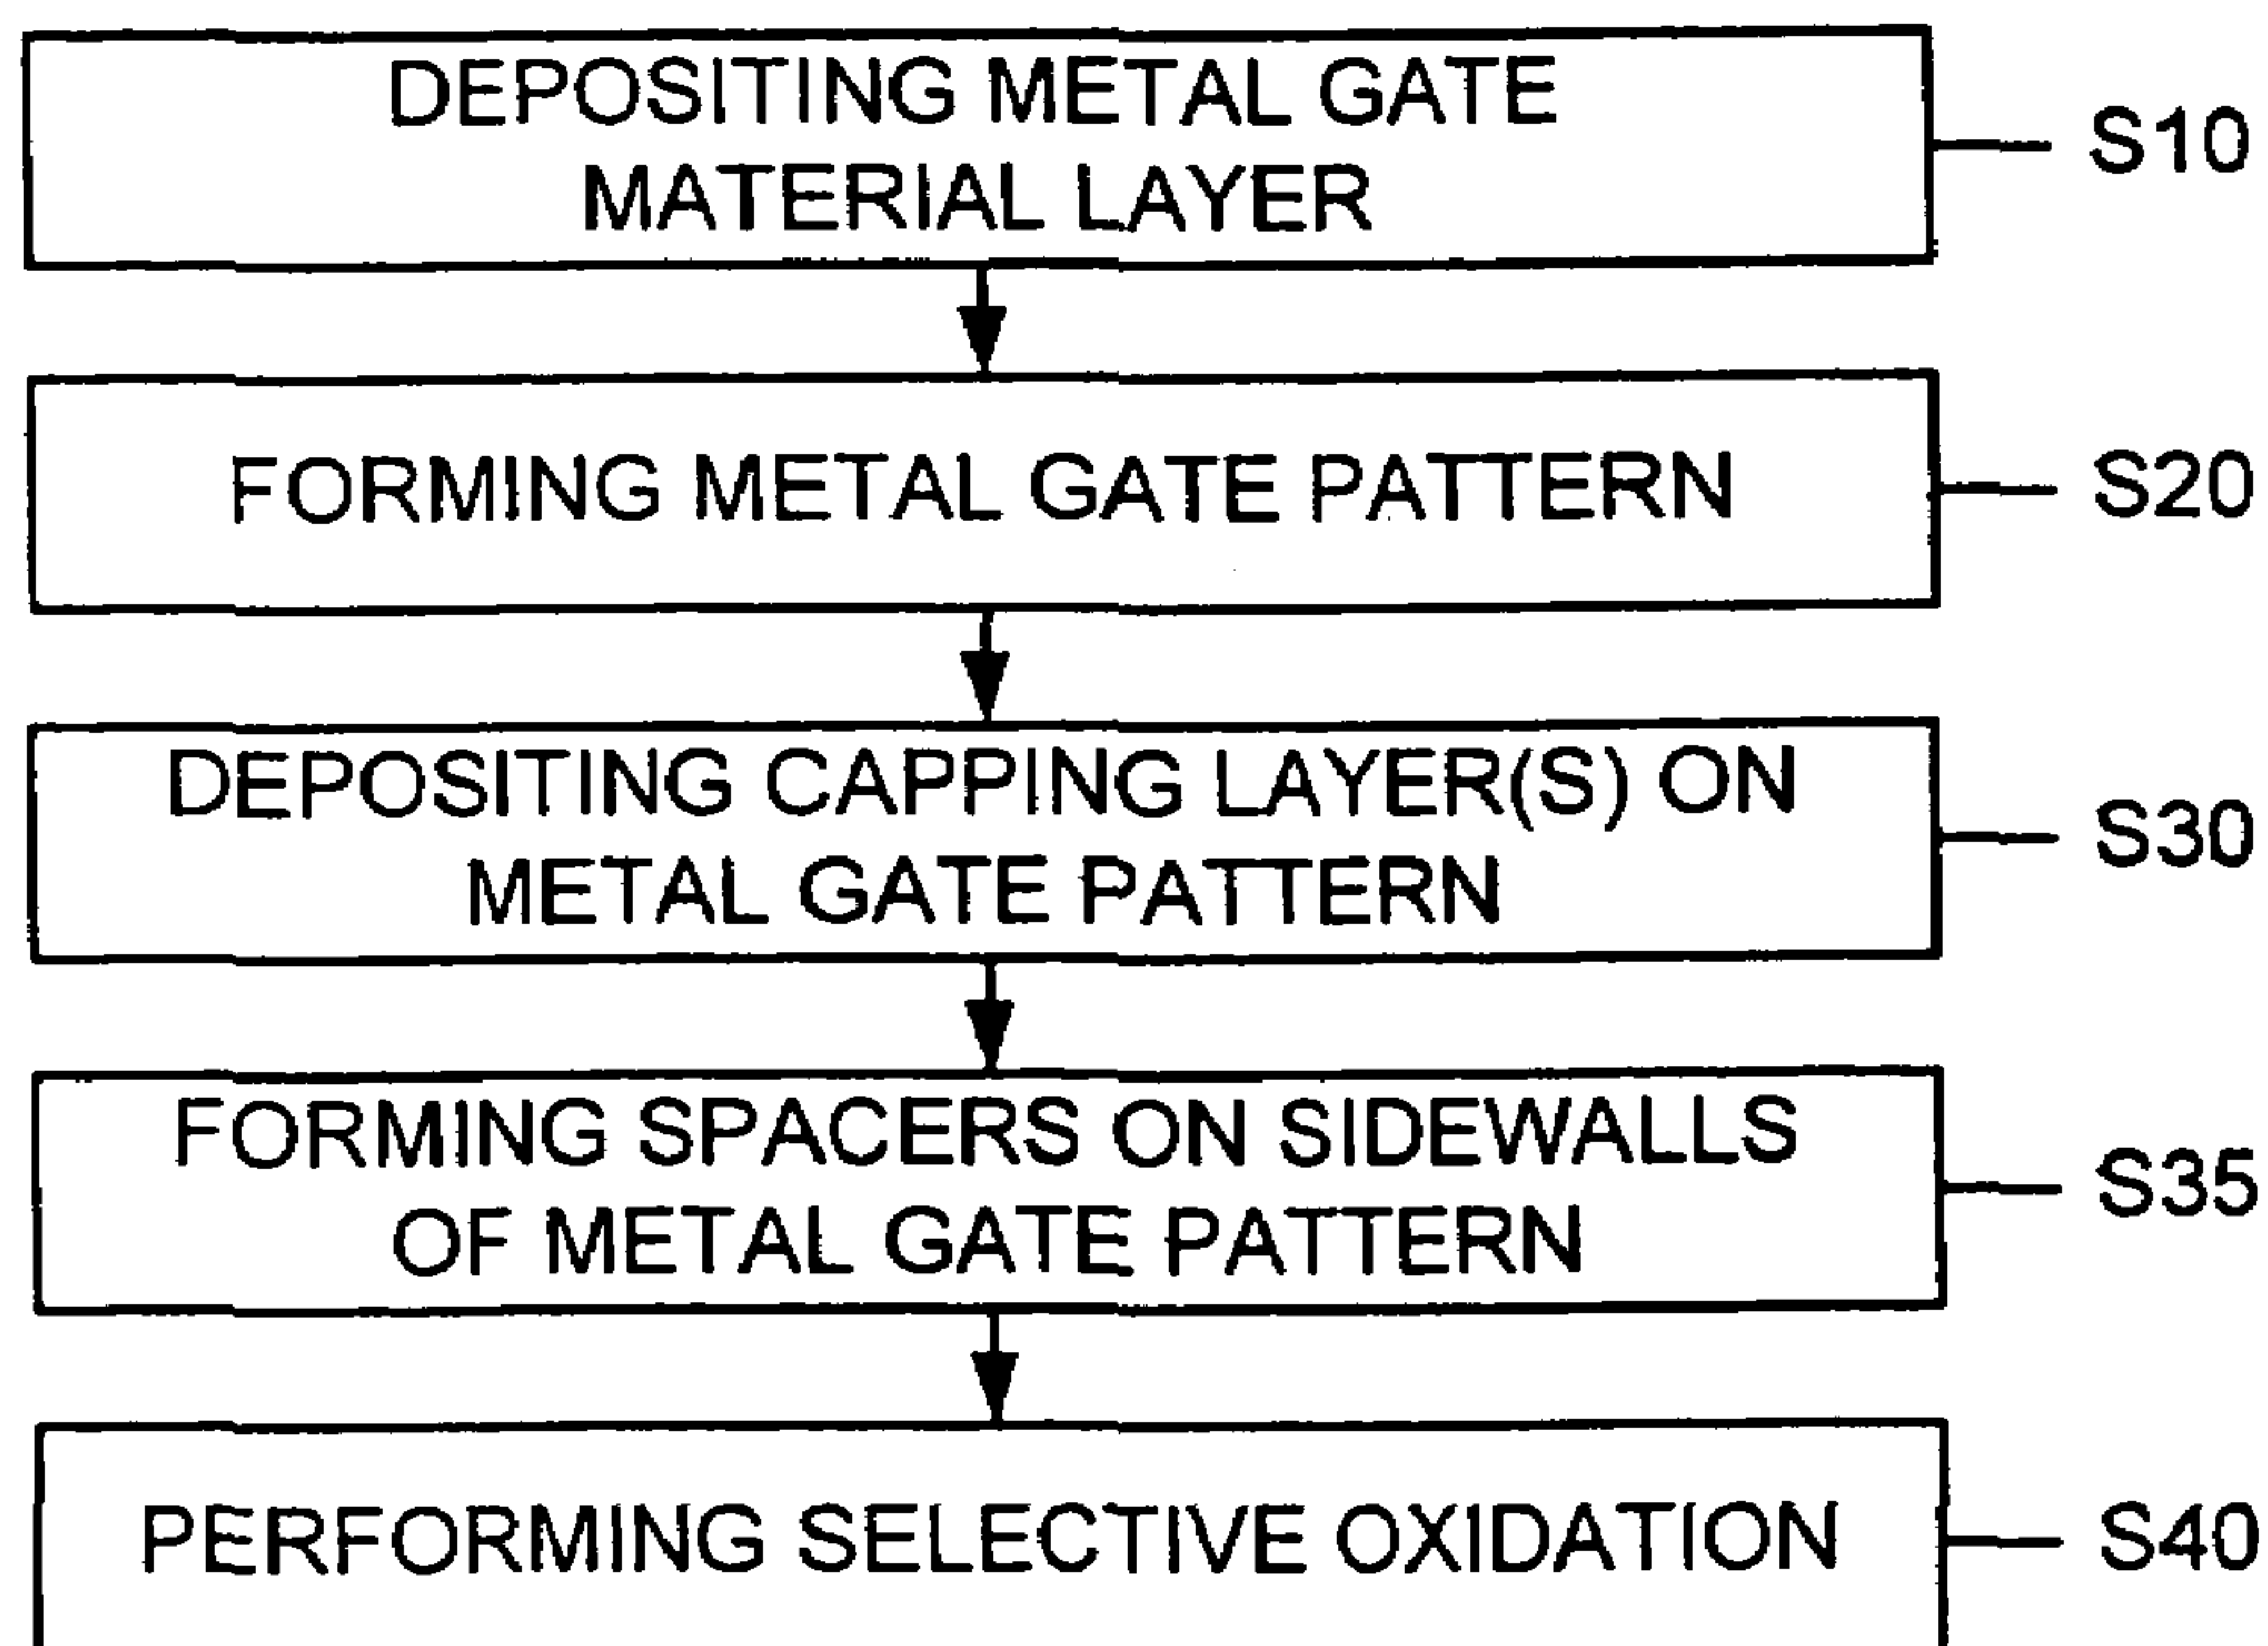 DEPOSITING METAL GATE
MATERIAL LAYER
S10
FORMING METAL GATE PATTERN
S20
DEPOSITING CAPPING LAYER(S) ON
METAL GATE PATTERN
S30
FORMING SPACERS ON SIDEWALLS
OF METAL GATE PATTERN
S35
PERFORMING SELECTIVE OXIDATION
S40